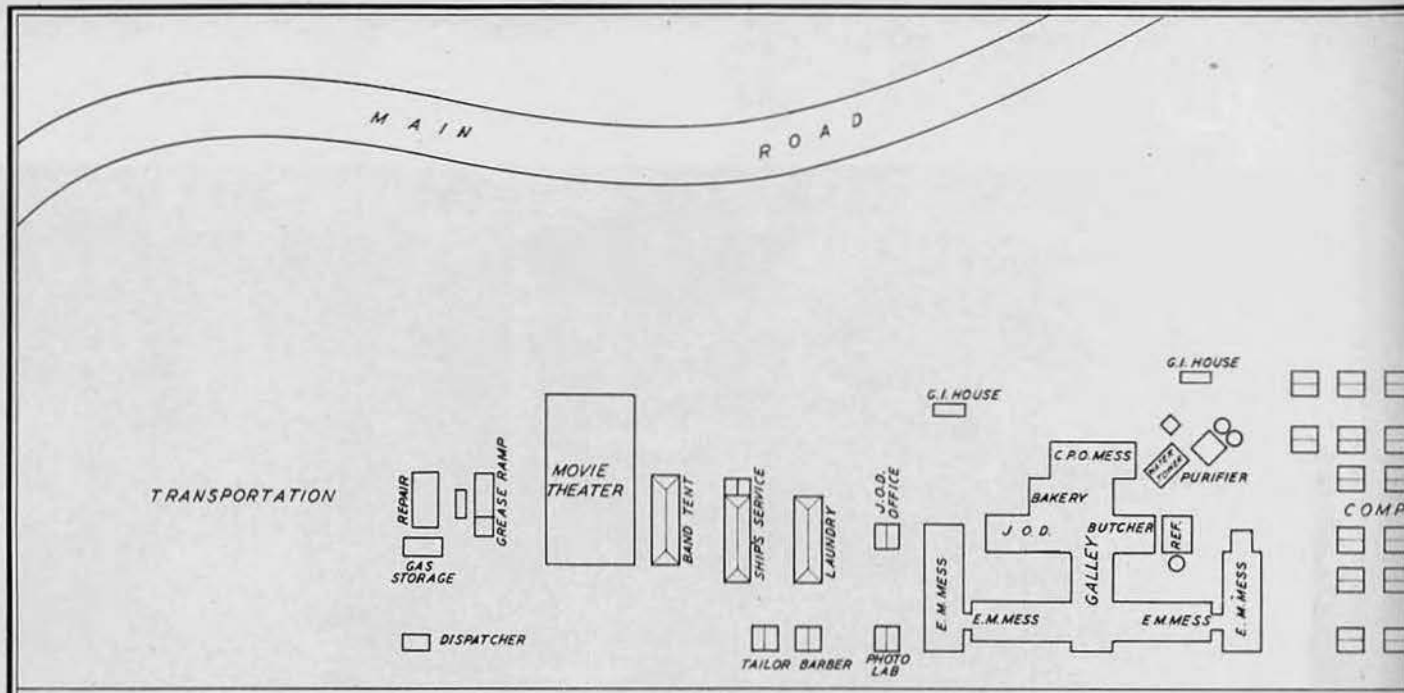 MAIN ROAD
G.I. HOUSE
G.I. HOUSE
TRANSPORTATION
REPAIR
GREASE RAMP
GAS
STORAGE
DISPATCHER
MOVIE
THEATER
BAND TENT
SHIP'S SERVICE
LAUNDRY
J.O.D.
OFFICE
TAILOR
BARBER
PHOTO
LAB
C.P.O. MESS
BAKERY
J.O.D.
BUTCHER
REF.
WATER
TOWER
PURIFIER
GALLEY
E.M. MESS
E.M. MESS
E.M. MESS
E.M. MESS
COMP